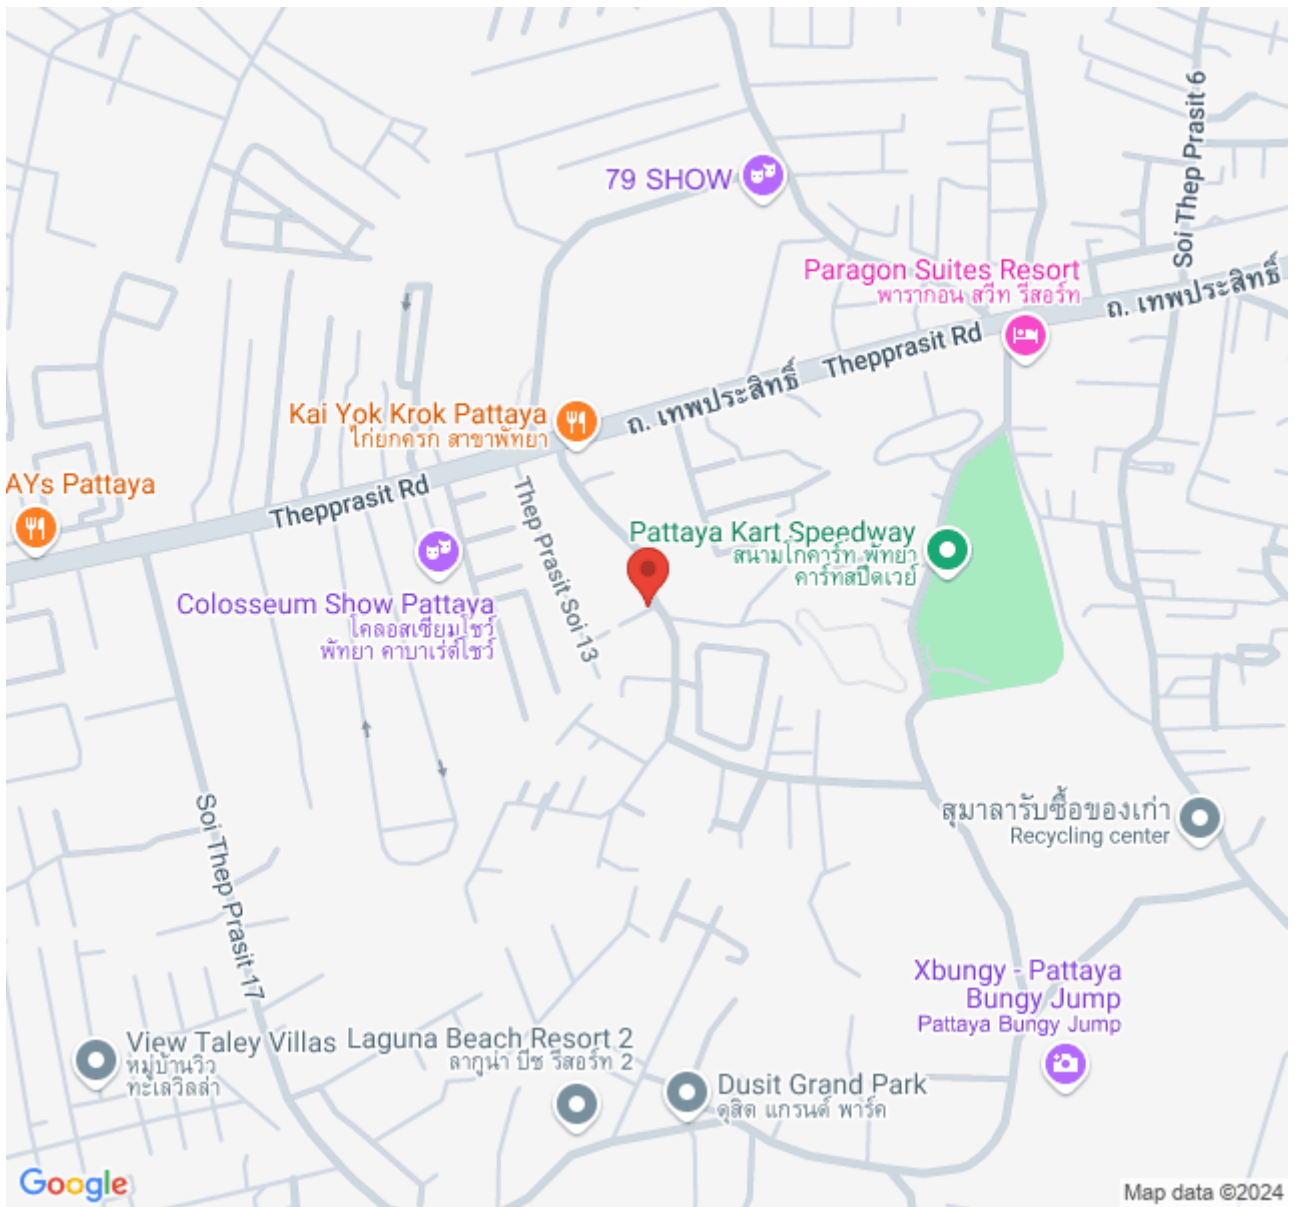 Soi Thep Prasit 6
79 SHOW
Paragon Suites Resort
พารากอน สวีท รีสอร์ท
ถ. เทพประสิทธิ์
Thepprasit Rd
ถ. เทพประสิทธิ์
Kai Yok Krok Pattaya
ไก่ยกครก สาขาพัทยา
AYs Pattaya
Thepprasit Rd
Thep Prasit Soi 13
Pattaya Kart Speedway
สนามโกคาร์ท พัทยา
คาร์ทสปีดเวย์
Colosseum Show Pattaya
โคลอสเซียมโชว์
พัทยา คาบาเร่ต์โชว์
Soi Thep Prasit 17
สุมาลารับซื้อของเก่า
Recycling center
Xbungy - Pattaya
Bungy Jump
Pattaya Bungy Jump
View Taley Villas
หมู่บ้านวิว
ทะเลวิลล่า
Laguna Beach Resort 2
ลากูน่า บีช รีสอร์ท 2
Dusit Grand Park
ดุสิต แกรนด์ พาร์ค
Google
Map data ©2024